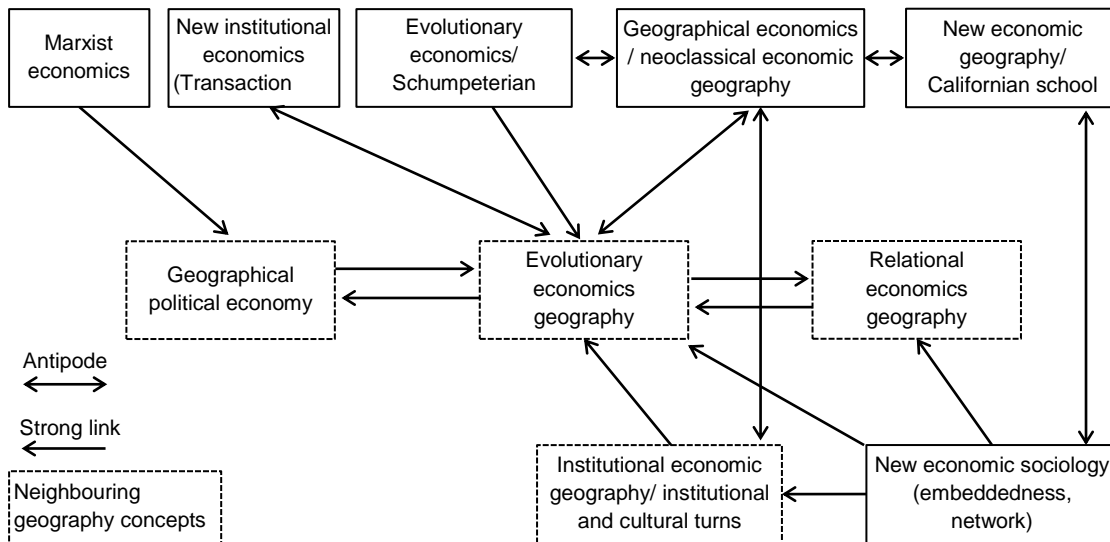 Marxist
economics
New institutional
economics
(Transaction
Evolutionary
economics/
Schumpeterian
Geographical economics
/ neoclassical economic
geography
New economic
geography/
Californian school
Geographical
political economy
Evolutionary
economics
geography
Relational
economics
geography
Antipode
Strong link
Neighbouring
geography concepts
Institutional economic
geography/ institutional
and cultural turns
New economic sociology
(embeddedness,
network)